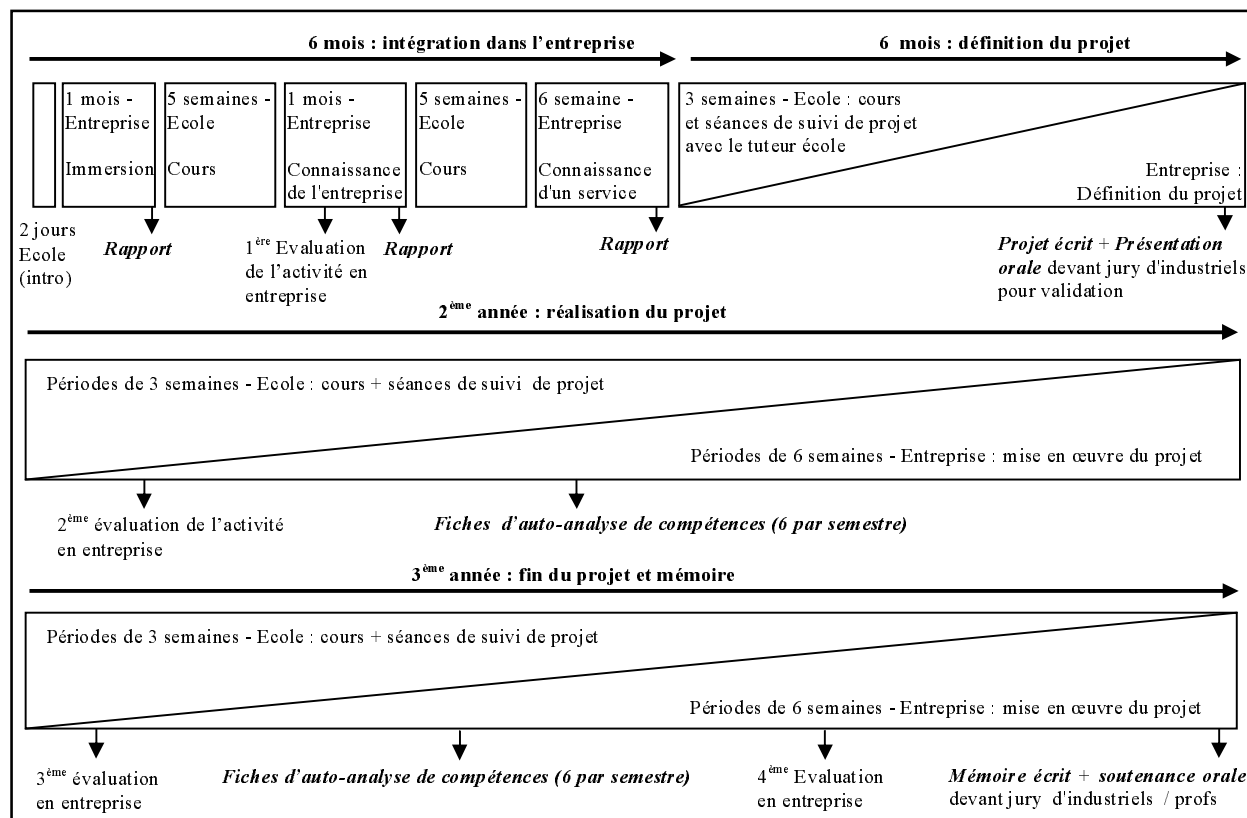 6 mois : intégration dans l'entreprise
6 mois : définition du projet
1 mois -
Entreprise
Immersion
5 semaines -
Ecole
Cours
1 mois -
Entreprise
Connaissance
de l'entreprise
5 semaines -
Ecole
Cours
6 semaine -
Entreprise
Connaissance
d'un service
3 semaines - Ecole : cours
et séances de suivi de projet
avec le tuteur école
Entreprise :
Définition du projet
2 jours
Ecole
(intro)
Rapport
1ère Evaluation
de l'activité en
entreprise
Rapport
Rapport
Projet écrit + Présentation
orale devant jury d'industriels
pour validation
2ème année : réalisation du projet
Périodes de 3 semaines - Ecole : cours + séances de suivi de projet
Périodes de 6 semaines - Entreprise : mise en œuvre du projet
2ème évaluation de l'activité
en entreprise
Fiches d'auto-analyse de compétences (6 par semestre)
3ème année : fin du projet et mémoire
Périodes de 3 semaines - Ecole : cours + séances de suivi de projet
Périodes de 6 semaines - Entreprise : mise en œuvre du projet
3ème évaluation
en entreprise
Fiches d'auto-analyse de compétences (6 par semestre)
4ème Evaluation
en entreprise
Mémoire écrit + soutenance orale
devant jury d'industriels / profs